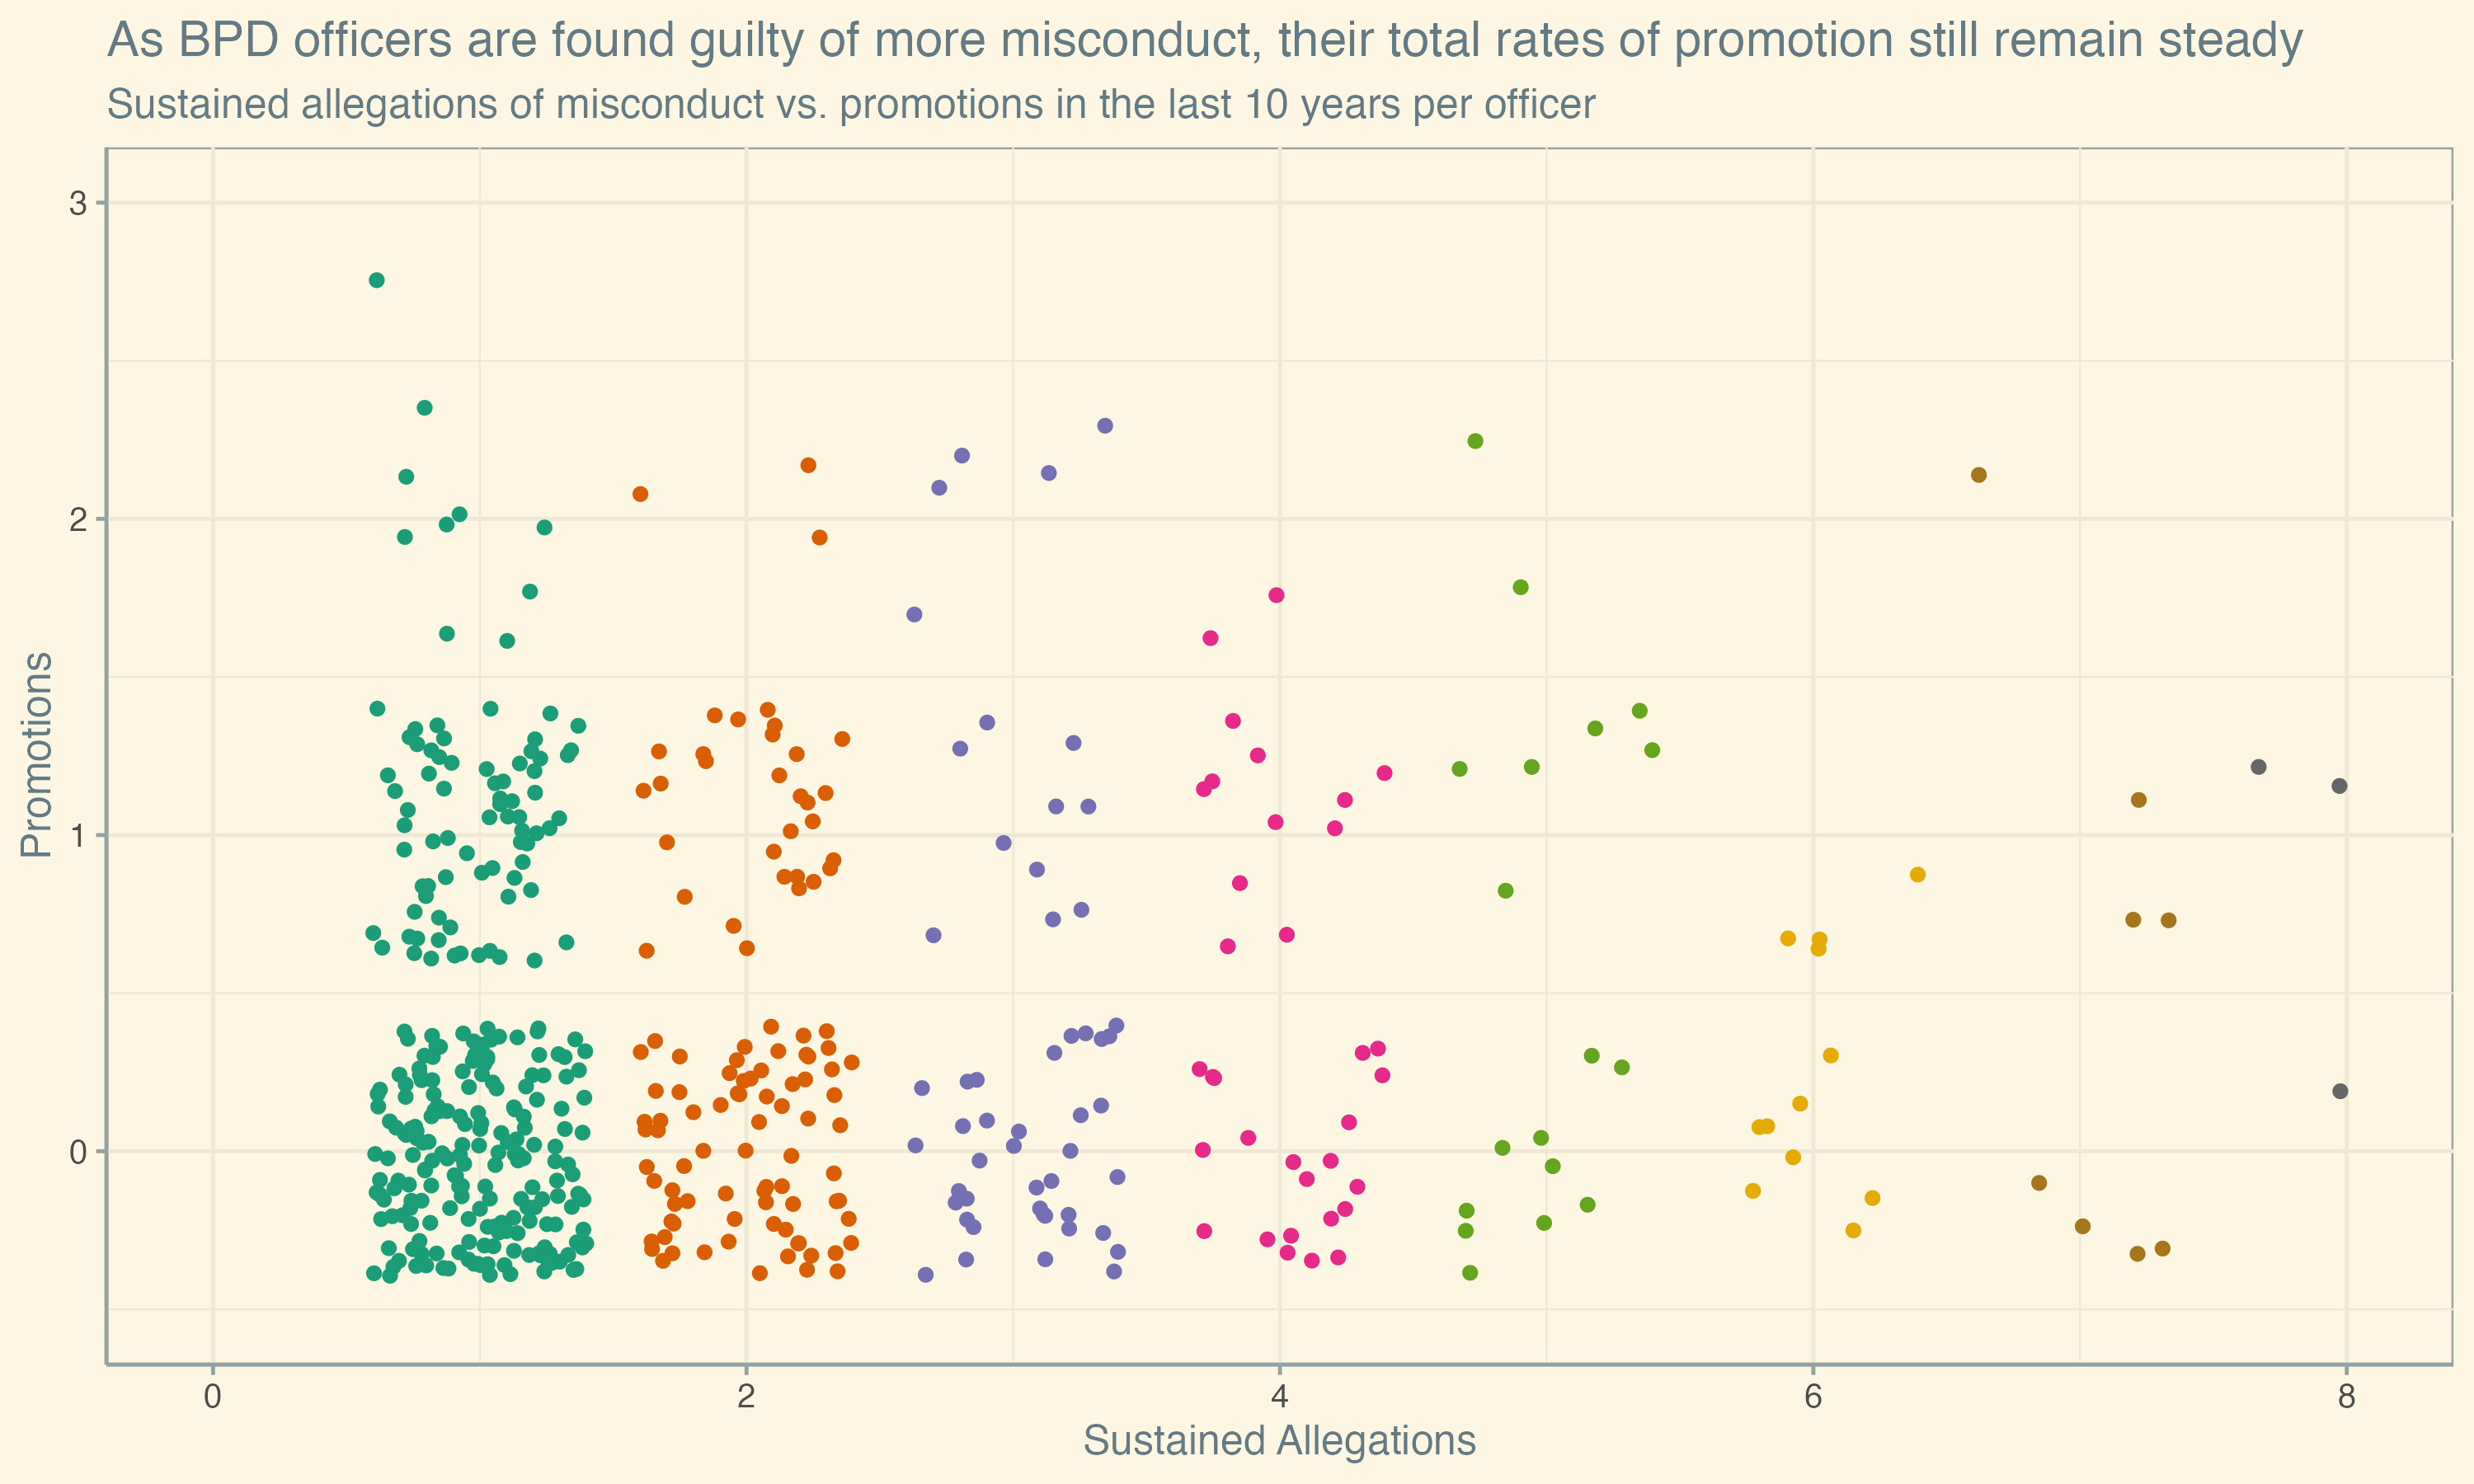 As BPD officers are found guilty of more misconduct, their total rates of promotion still remain steady
Sustained allegations of misconduct vs. promotions in the last 10 years per officer
3
2
1
0
Promotions
0 2 4 6 8
Sustained Allegations